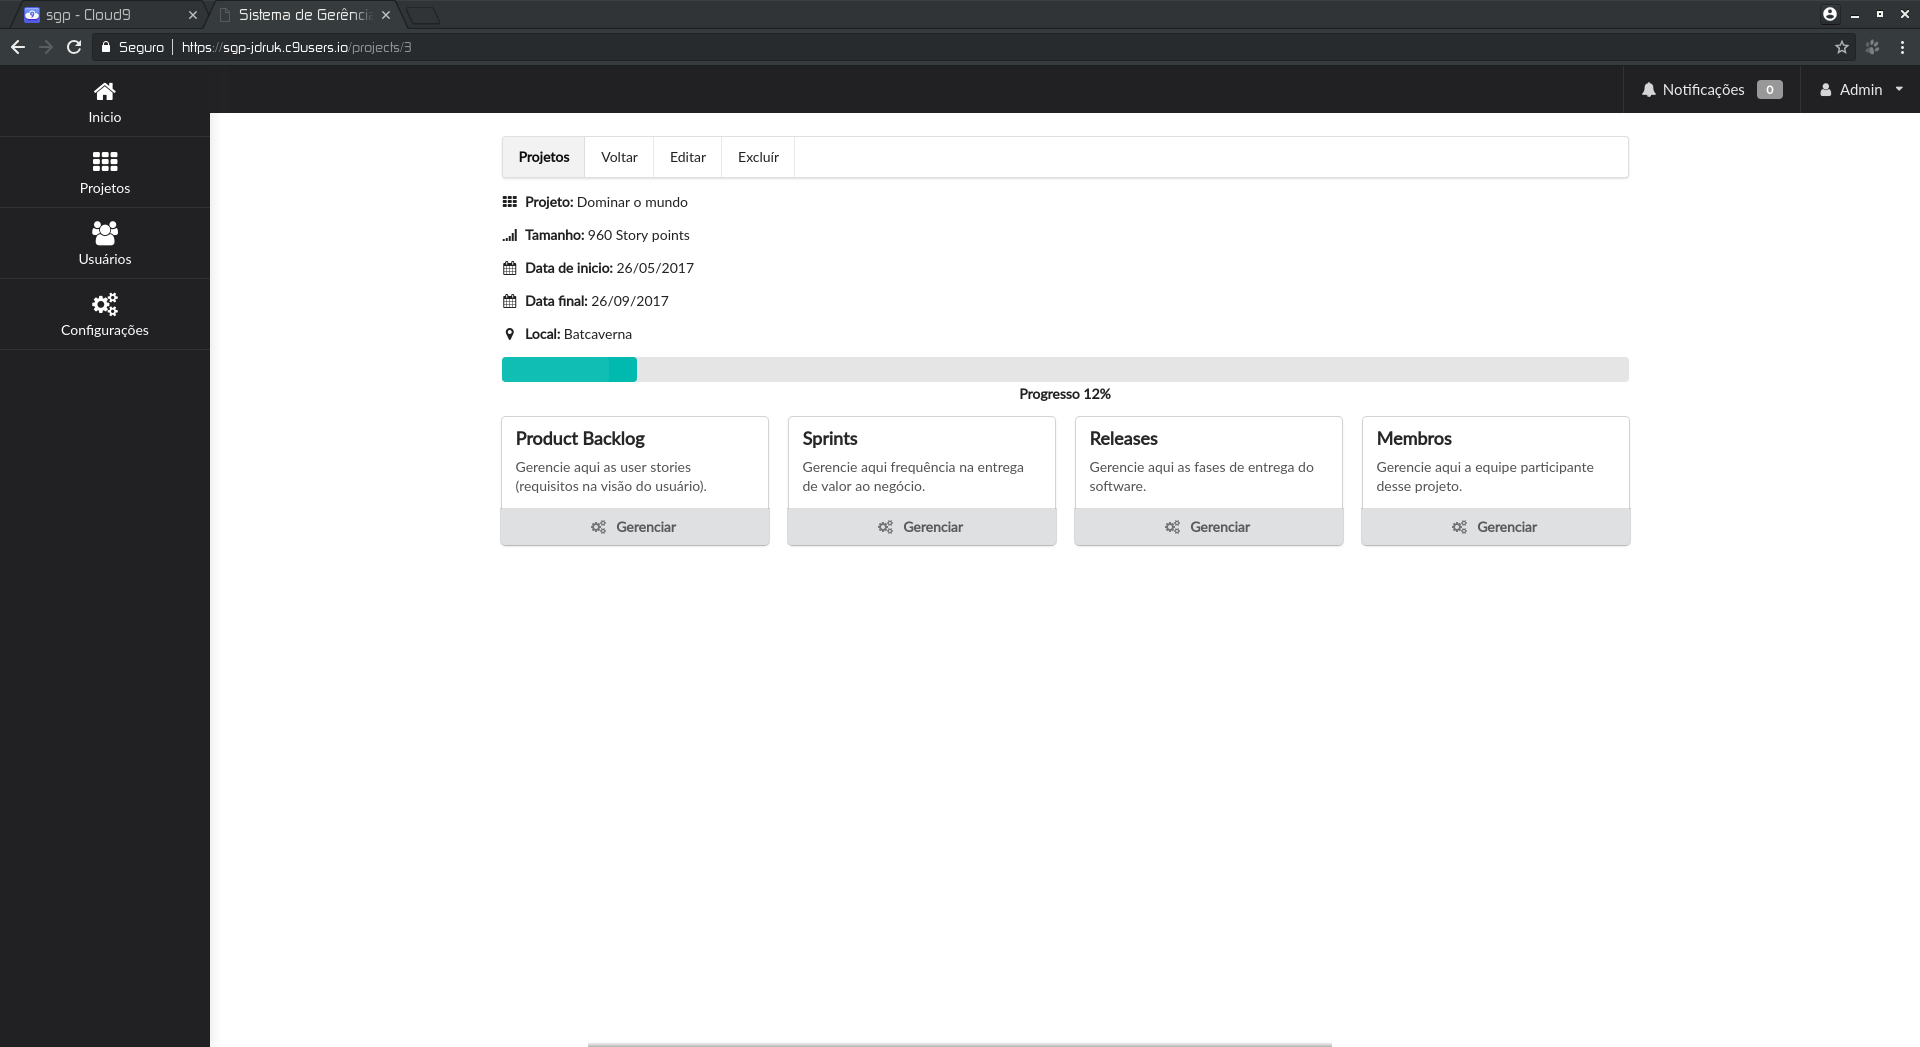 sgp - Cloud9
Sistema de Gerência
Seguro https://sgp-jdruk.c9users.io/projects/3
Notificações 0 Admin
Inicio
Projetos
Usuários
Configurações
Projetos Voltar Editar Excluír
Projeto: Dominar o mundo
Tamanho: 960 Story points
Data de inicio: 26/05/2017
Data final: 26/09/2017
Local: Batcaverna
Progresso 12%
Product Backlog
Gerencie aqui as user stories
(requisitos na visão do usuário).
Gerenciar
Sprints
Gerencie aqui frequência na entrega
de valor ao negócio.
Gerenciar
Releases
Gerencie aqui as fases de entrega do
software.
Gerenciar
Membros
Gerencie aqui a equipe participante
desse projeto.
Gerenciar